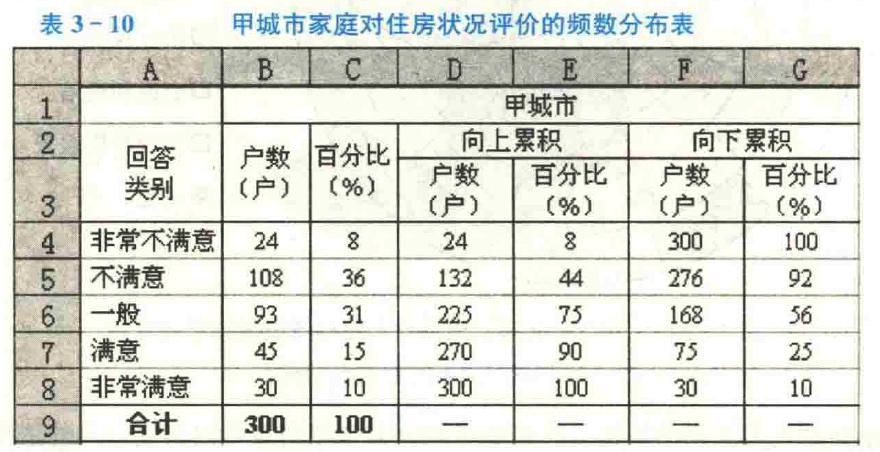 表 3-10 甲城市家庭对住房状况评价的频数分布表
A B C D E F G
1 甲城市
2 回答类别 户数(户) 百分比(%) 向上累积 向下累积
3 户数(户) 百分比(%) 户数(户) 百分比(%)
4 非常不满意 24 8 24 8 300 100
5 不满意 108 36 132 44 276 92
6 一般 93 31 225 75 168 56
7 满意 45 15 270 90 75 25
8 非常满意 30 10 300 100 30 10
9 合计 300 100 — — — —